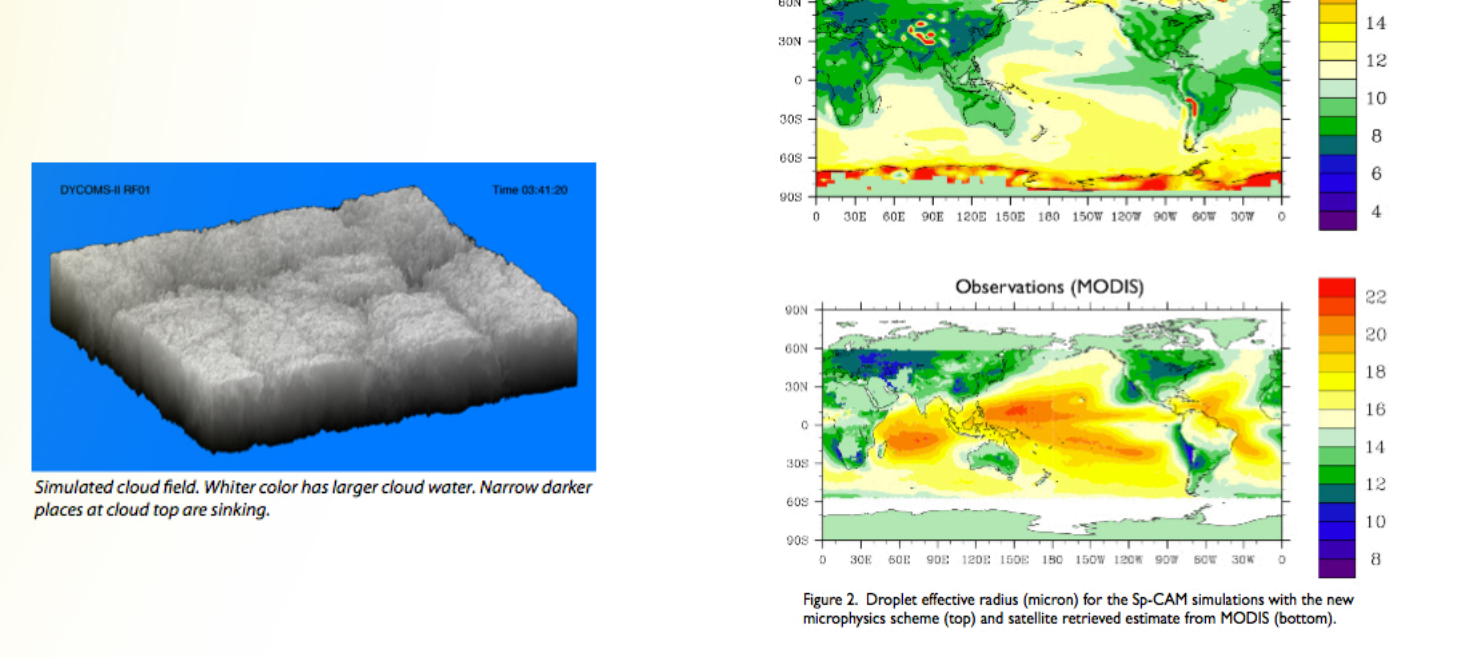 DYCOMS-II RF01
Time 03:41:20
Simulated cloud field. Whiter color has larger cloud water. Narrow darker
places at cloud top are sinking.
60N
30N
0
30S
60S
90S
0 30E 60E 90E 120E 150E 180 150W 120W 90W 60W 30W 0
14
12
10
8
6
4
Observations (MODIS)
90N
60N
30N
0
30S
60S
90S
0 30E 60E 90E 120E 150E 180 150W 120W 90W 60W 30W 0
22
20
18
16
14
12
10
8
Figure 2. Droplet effective radius (micron) for the Sp-CAM simulations with the new
microphysics scheme (top) and satellite retrieved estimate from MODIS (bottom).